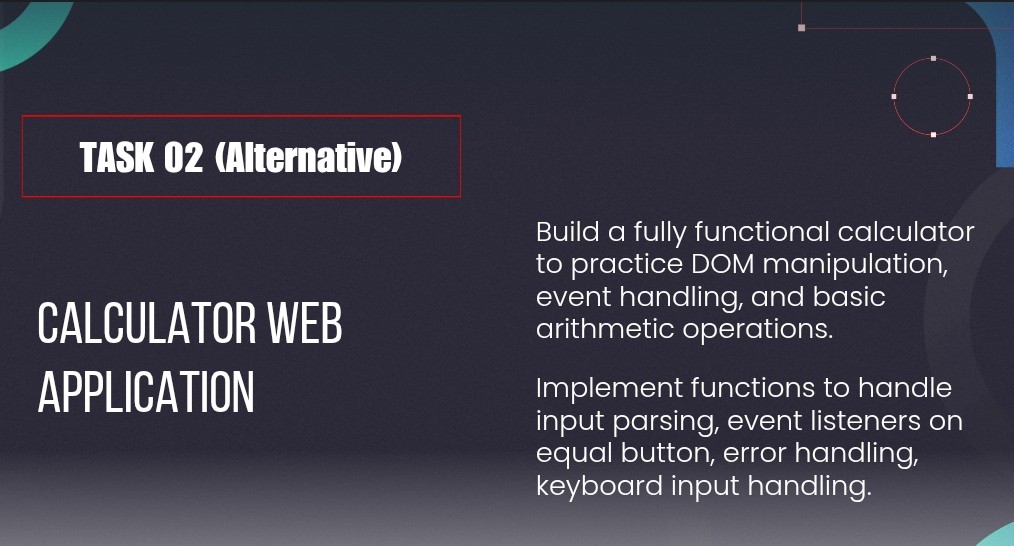 TASK 02 (Alternative)
CALCULATOR WEB
APPLICATION
Build a fully functional calculator
to practice DOM manipulation,
event handling, and basic
arithmetic operations.
Implement functions to handle
input parsing, event listeners on
equal button, error handling,
keyboard input handling.